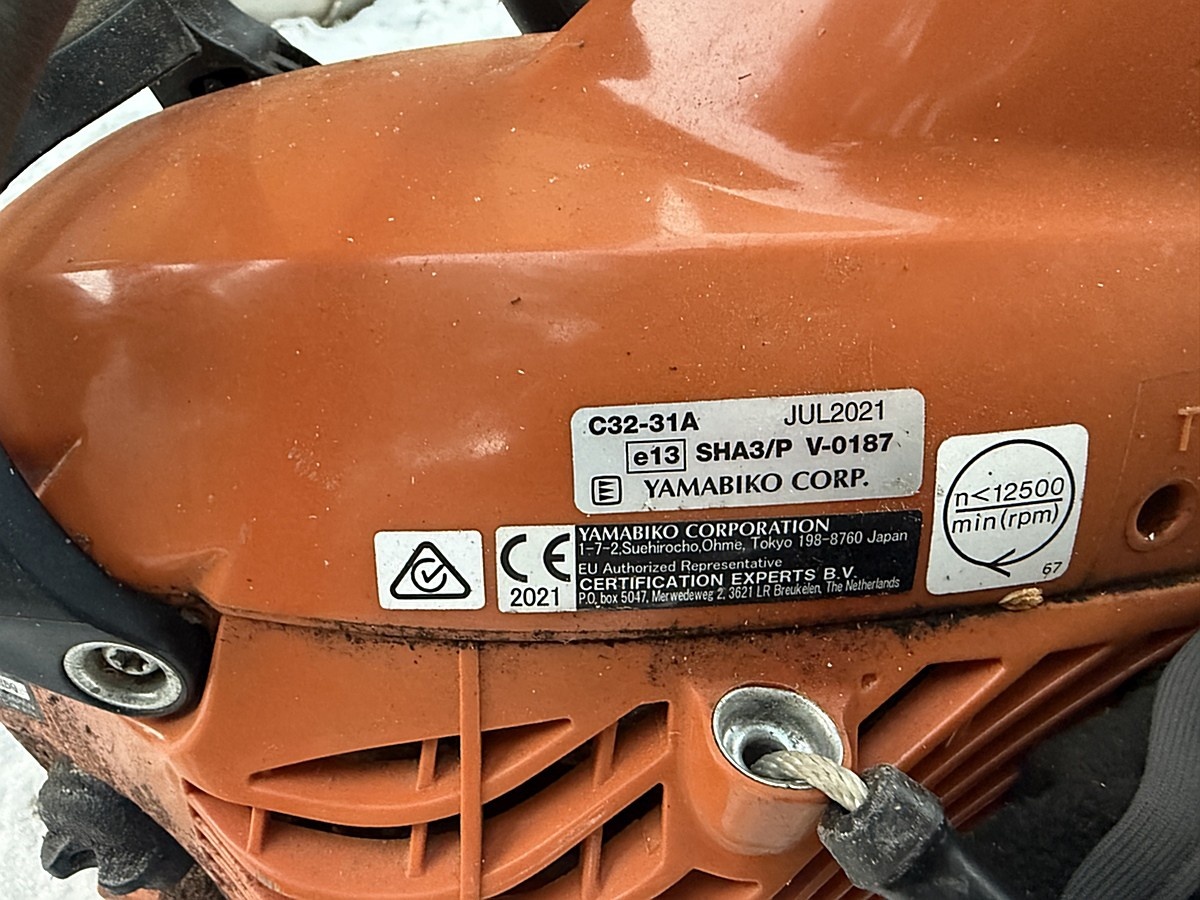 C32-31A JUL2021
e13 SHA3/P V-0187
YAMABIKO CORP.
CE
2021
YAMABIKO CORPORATION
1-7-2,Suehirocho,Ohme, Tokyo 198-8760 Japan
EU Authorized Representative
CERTIFICATION EXPERTS B.V.
P.O. box 5047, Merwedeweg 2, 3621 LR Breukelen, The Netherlands
n<12500
min(rpm)
67
T